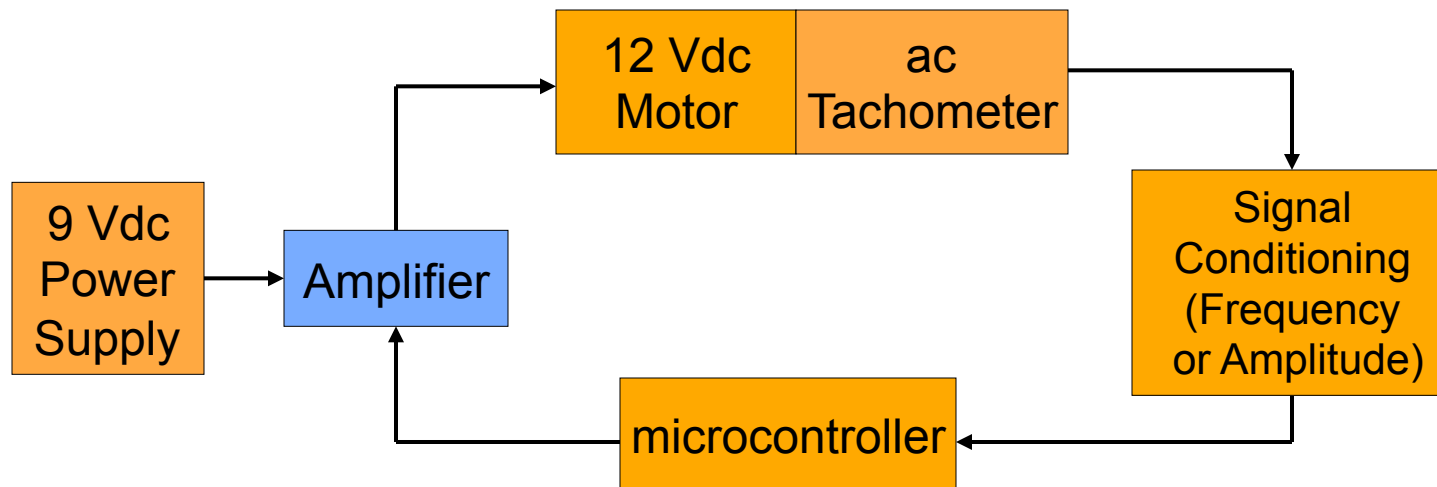 12 Vdc
Motor
ac
Tachometer
9 Vdc
Power
Supply
Amplifier
Signal
Conditioning
(Frequency
or Amplitude)
microcontroller